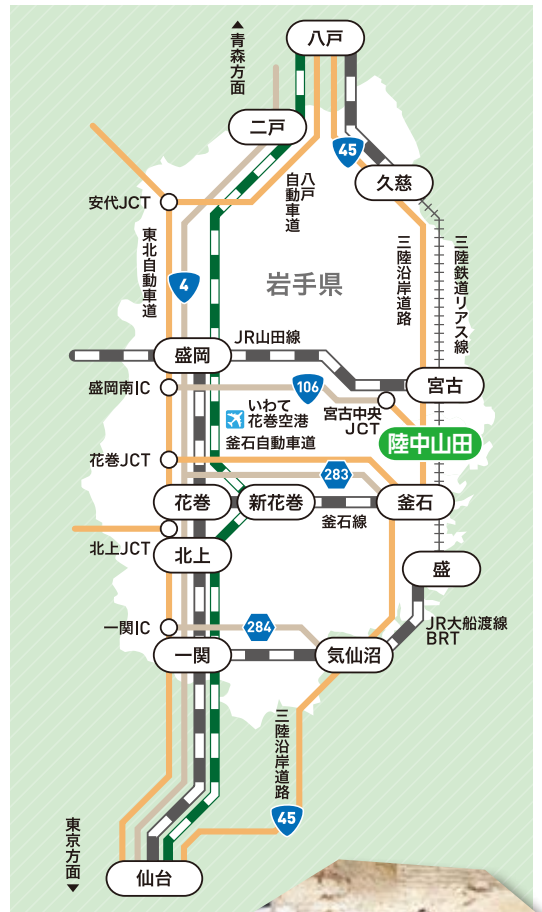 ▲青森方面
八戸
二戸
45
久慈
安代JCT
八戸
自動車道
東北自動車道
4
三陸沿岸道路
三陸鉄道リアス線
岩手県
JR山田線
盛岡
宮古
盛岡南IC
106
宮古中央
JCT
いわて
花巻空港
釜石自動車道
陸中山田
花巻JCT
283
花巻
新花巻
釜石
釜石線
北上JCT
北上
盛
一関IC
284
JR大船渡線
BRT
一関
気仙沼
三陸沿岸道路
45
東京方面▼
仙台